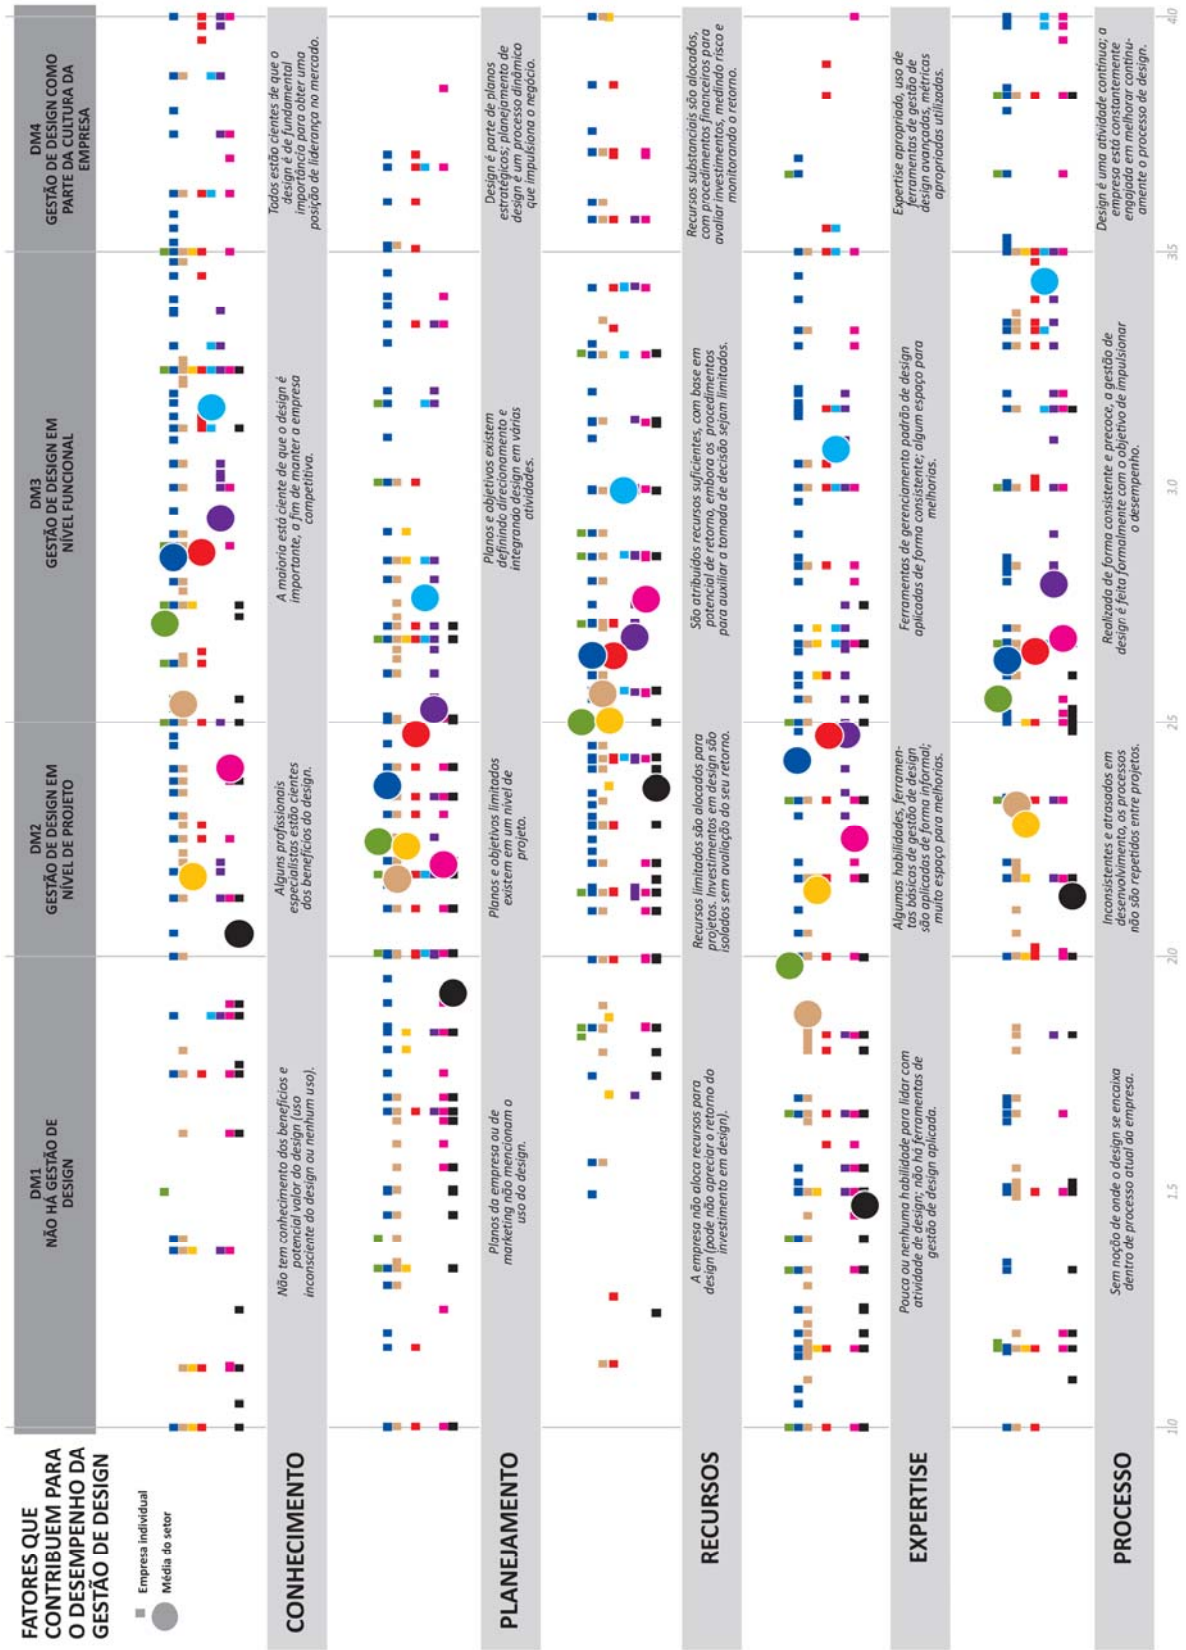 FATORES QUE
CONTRIBUEM PARA
O DESEMPENHO DA
GESTÃO DE DESIGN
Empresa individual
Média do setor
DM1
NÃO HÁ GESTÃO DE
DESIGN
DM2
GESTÃO DE DESIGN EM
NÍVEL DE PROJETO
DM3
GESTÃO DE DESIGN EM
NÍVEL FUNCIONAL
DM4
GESTÃO DE DESIGN COMO
PARTE DA CULTURA DA
EMPRESA
CONHECIMENTO
Não tem conhecimento dos benefícios e
potencial valor do design (uso
inconsciente do design ou nenhum uso).
Alguns profissionais
especialistas estão cientes
dos benefícios do design.
A maioria está ciente de que o design é
importante, a fim de manter a empresa
competitiva.
Todos estão cientes de que o
design é de fundamental
importância para obter uma
posição de liderança no mercado.
PLANEJAMENTO
Planos da empresa ou de
marketing não mencionam o
uso do design.
Planos e objetivos limitados
existem em um nível de
projeto.
Planos e objetivos existem
definindo direcionamento e
integrando design em várias
atividades.
Design é parte de planos
estratégicos; planejamento de
design é um processo dinâmico
que impulsiona o negócio.
RECURSOS
A empresa não aloca recursos para
design (pode não apreciar o retorno do
investimento em design).
Recursos limitados são alocados para
projetos. Investimentos em design são
isolados sem avaliação do seu retorno.
São atribuídos recursos suficientes, com base em
potencial de retorno, embora os procedimentos
para auxiliar a tomada de decisão sejam limitados.
Recursos substanciais são alocados,
com procedimentos financeiros para
avaliar investimentos, medindo risco e
monitorando o retorno.
EXPERTISE
Pouca ou nenhuma habilidade para lidar com
atividade de design; não há ferramentas de
gestão de design aplicada.
Algumas habilidades, ferramen-
tas básicas de gestão de design
são aplicadas de forma informal;
muito espaço para melhorias.
Ferramentas de gerenciamento padrão de design
aplicadas de forma consistente; algum espaço para
melhorias.
Expertise apropriado, uso de
ferramentas de gestão de
design avançadas, métricas
apropriadas utilizadas.
PROCESSO
Sem noção de onde o design se encaixa
dentro de processo atual da empresa.
Inconsistentes e atrasados em
desenvolvimento, os processos
não são repetidos entre projetos.
Realizada de forma consistente e precoce, a gestão de
design é feita formalmente com o objetivo de impulsionar
o desempenho.
Design é uma atividade contínua; a
empresa está constantemente
engajada em melhorar continu-
amente o processo de design.
1.0
1.5
2.0
2.5
3.0
3.5
4.0